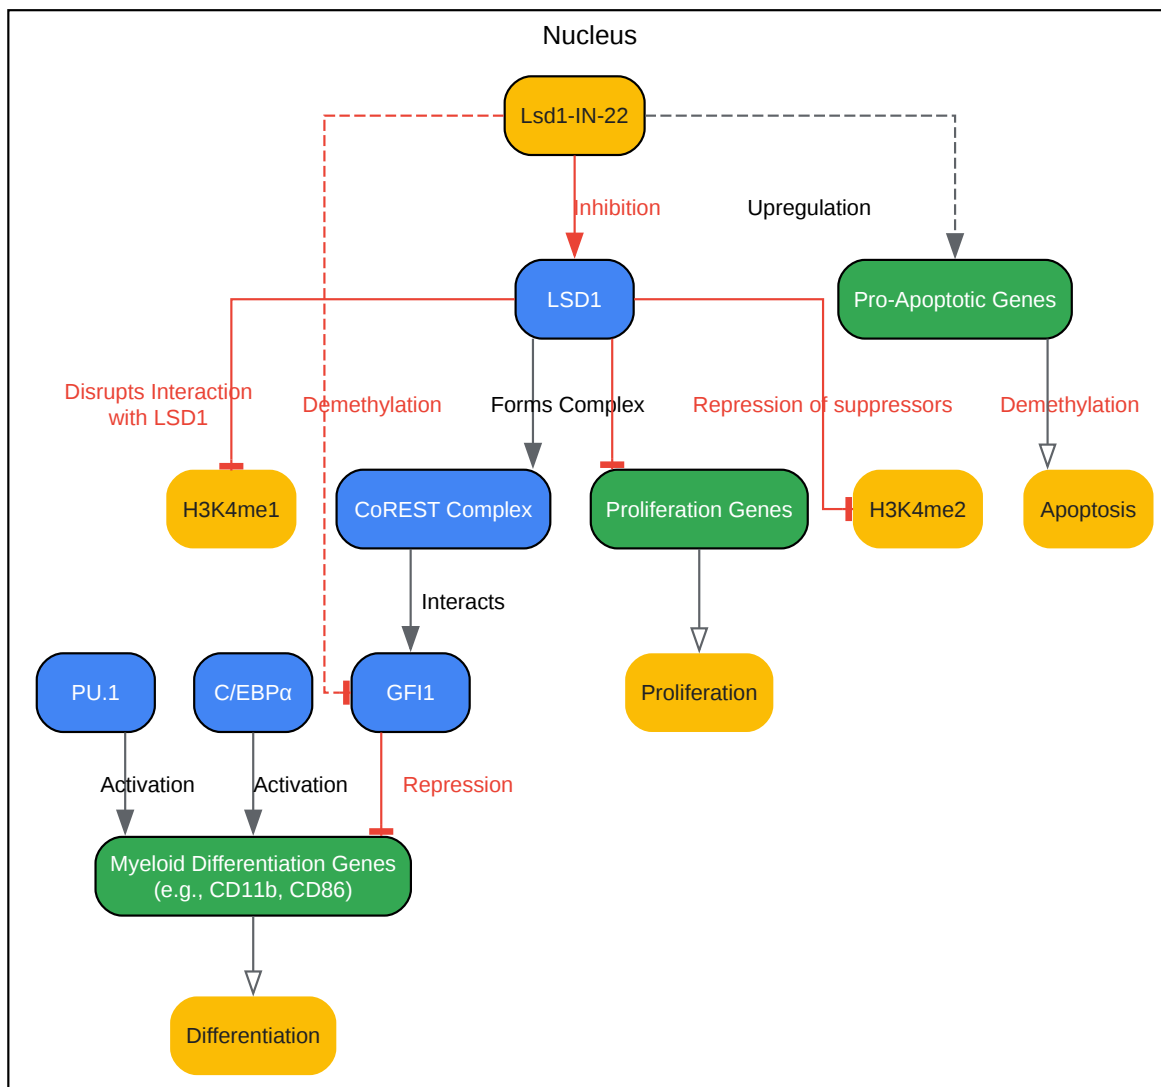 Nucleus
Lsd1-IN-22
Inhibition
Upregulation
LSD1
Pro-Apoptotic Genes
Disrupts Interaction
with LSD1
Demethylation
Forms Complex
Repression of suppressors
Demethylation
H3K4me1
CoREST Complex
Proliferation Genes
H3K4me2
Apoptosis
Interacts
PU.1
C/EBPα
GFI1
Proliferation
Activation
Activation
Repression
Myeloid Differentiation Genes
(e.g., CD11b, CD86)
Differentiation